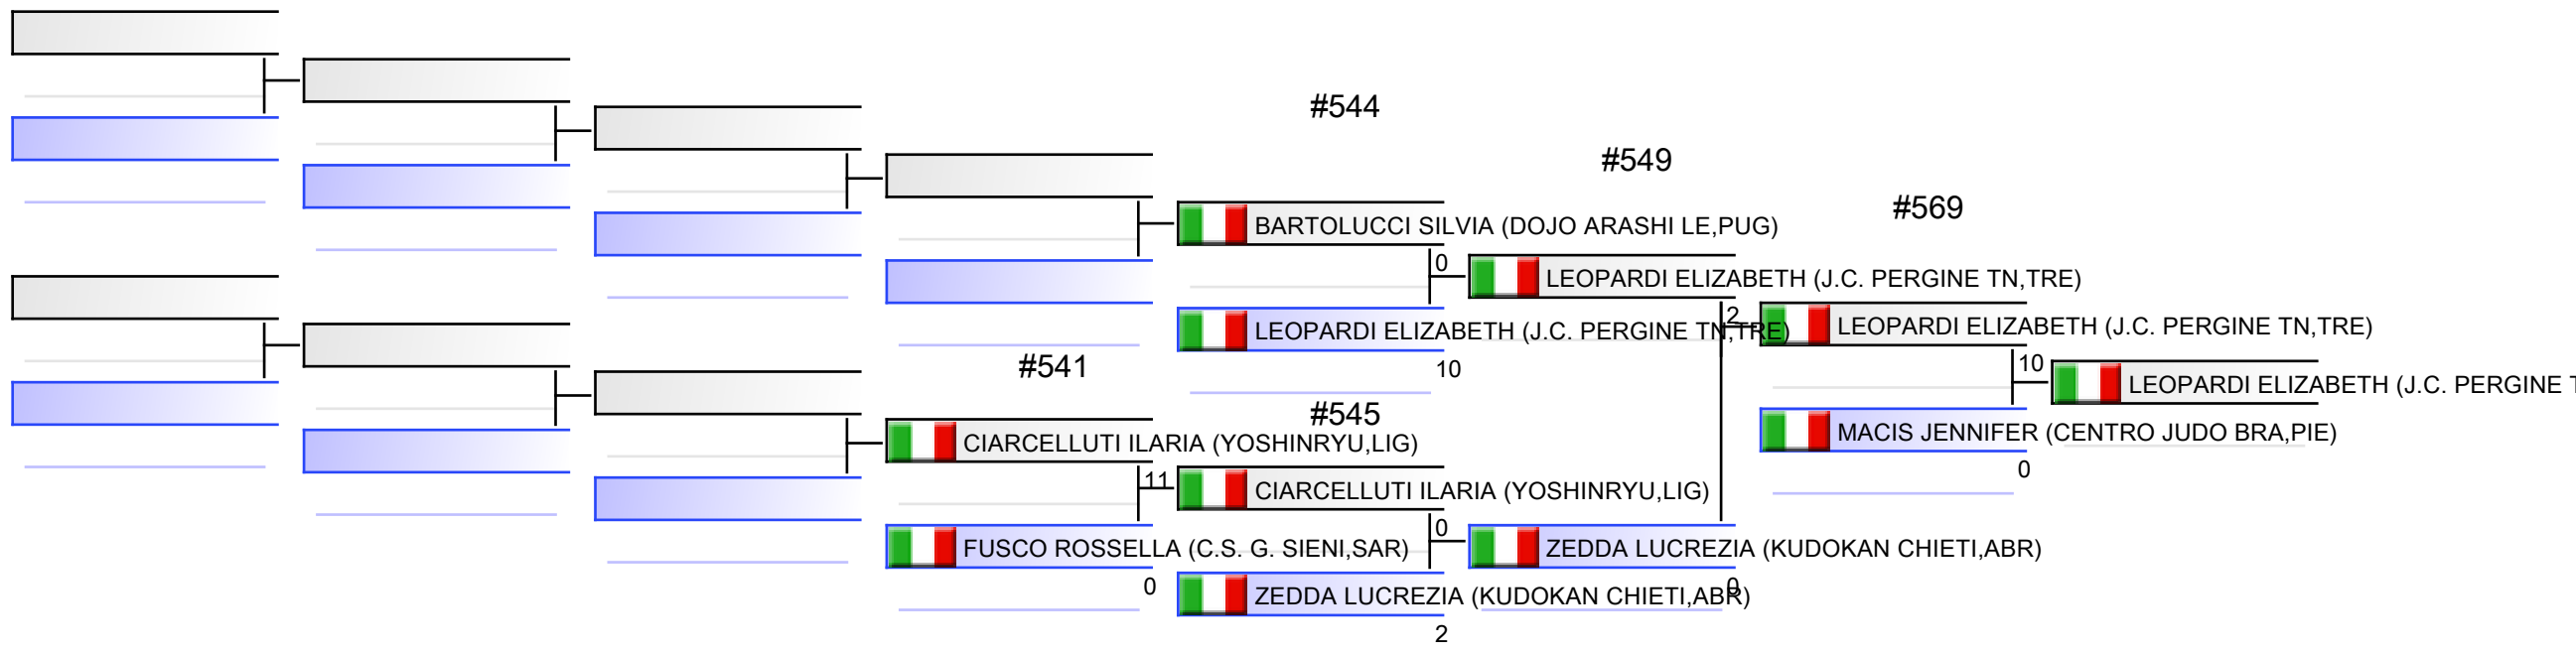 #544
#549
#569
BARTOLUCCI SILVIA (DOJO ARASHI LE,PUG)
0
LEOPARDI ELIZABETH (J.C. PERGINE TN,TRE)
2
LEOPARDI ELIZABETH (J.C. PERGINE TN,TRE)
LEOPARDI ELIZABETH (J.C. PERGINE TN,TRE)
10
#541
10
LEOPARDI ELIZABETH (J.C. PERGINE T
#545
CIARCELLUTI ILARIA (YOSHINRYU,LIG)
MACIS JENNIFER (CENTRO JUDO BRA,PIE)
0
11
CIARCELLUTI ILARIA (YOSHINRYU,LIG)
0
FUSCO ROSSELLA (C.S. G. SIENI,SAR)
ZEDDA LUCREZIA (KUDOKAN CHIETI,ABR)
0
0
ZEDDA LUCREZIA (KUDOKAN CHIETI,ABR)
2